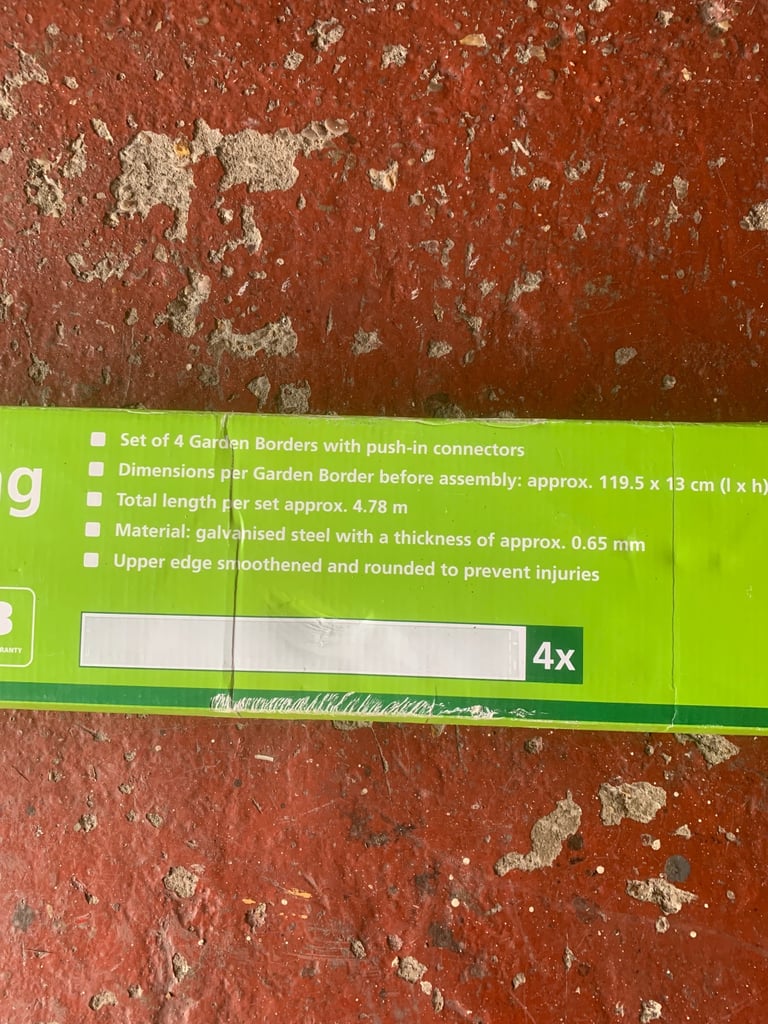 Set of 4 Garden Borders with push-in connectors
Dimensions per Garden Border before assembly: approx. 119.5 x 13 cm (l x h)
Total length per set approx. 4.78 m
Material: galvanised steel with a thickness of approx. 0.65 mm
Upper edge smoothened and rounded to prevent injuries
4x